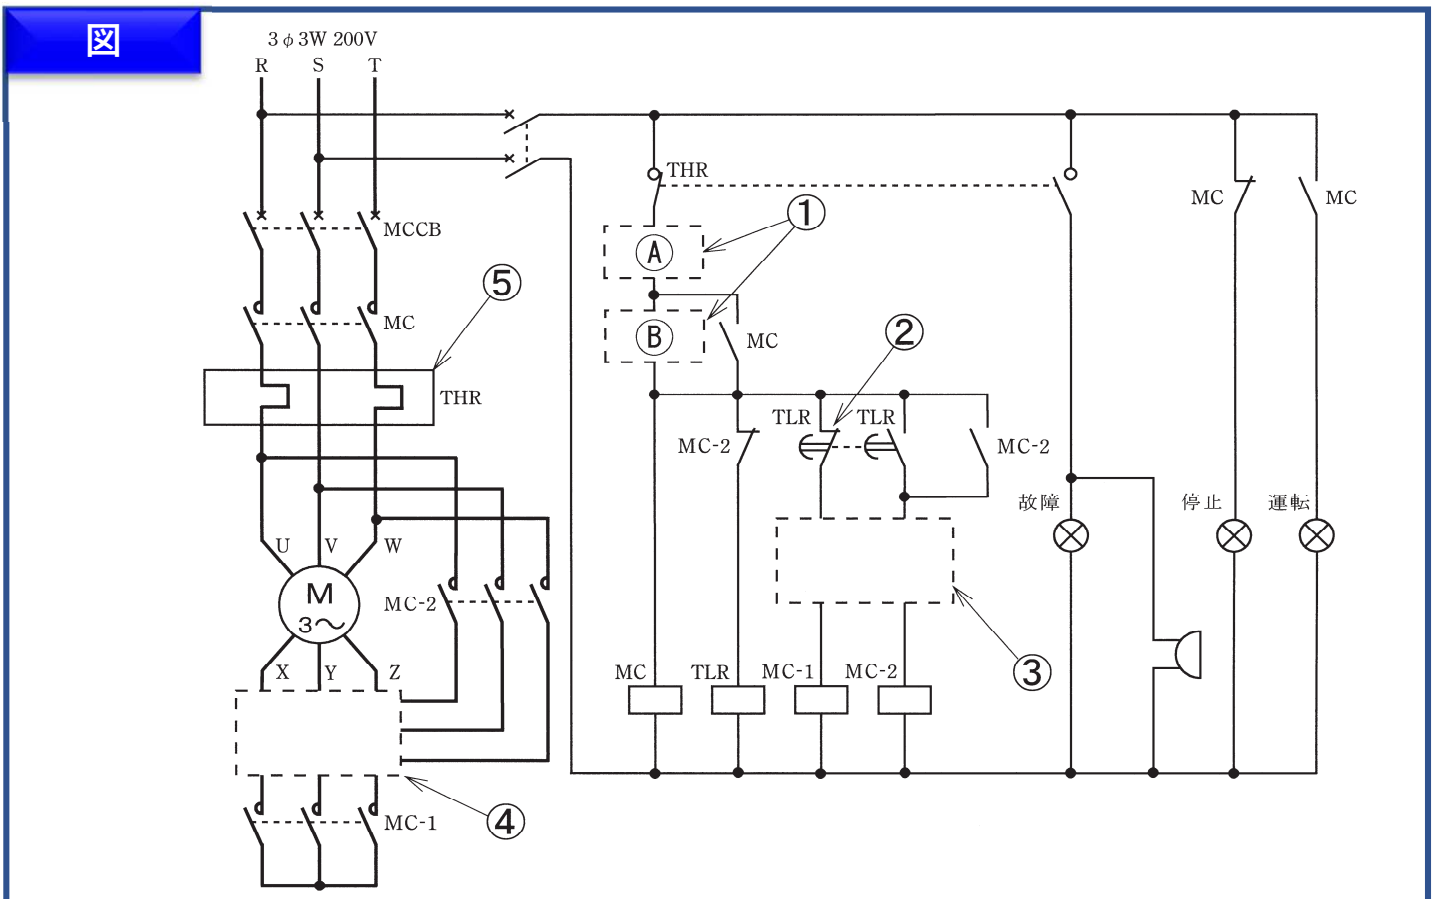 図
3φ3W 200V
R S T
MCCB
MC
THR
⑤
U V W
M
3～
MC-2
X Y Z
④
MC-1
THR
①
A
B
MC
②
TLR TLR
MC-2
MC-2
③
MC TLR MC-1 MC-2
MC MC
故障 停止 運転